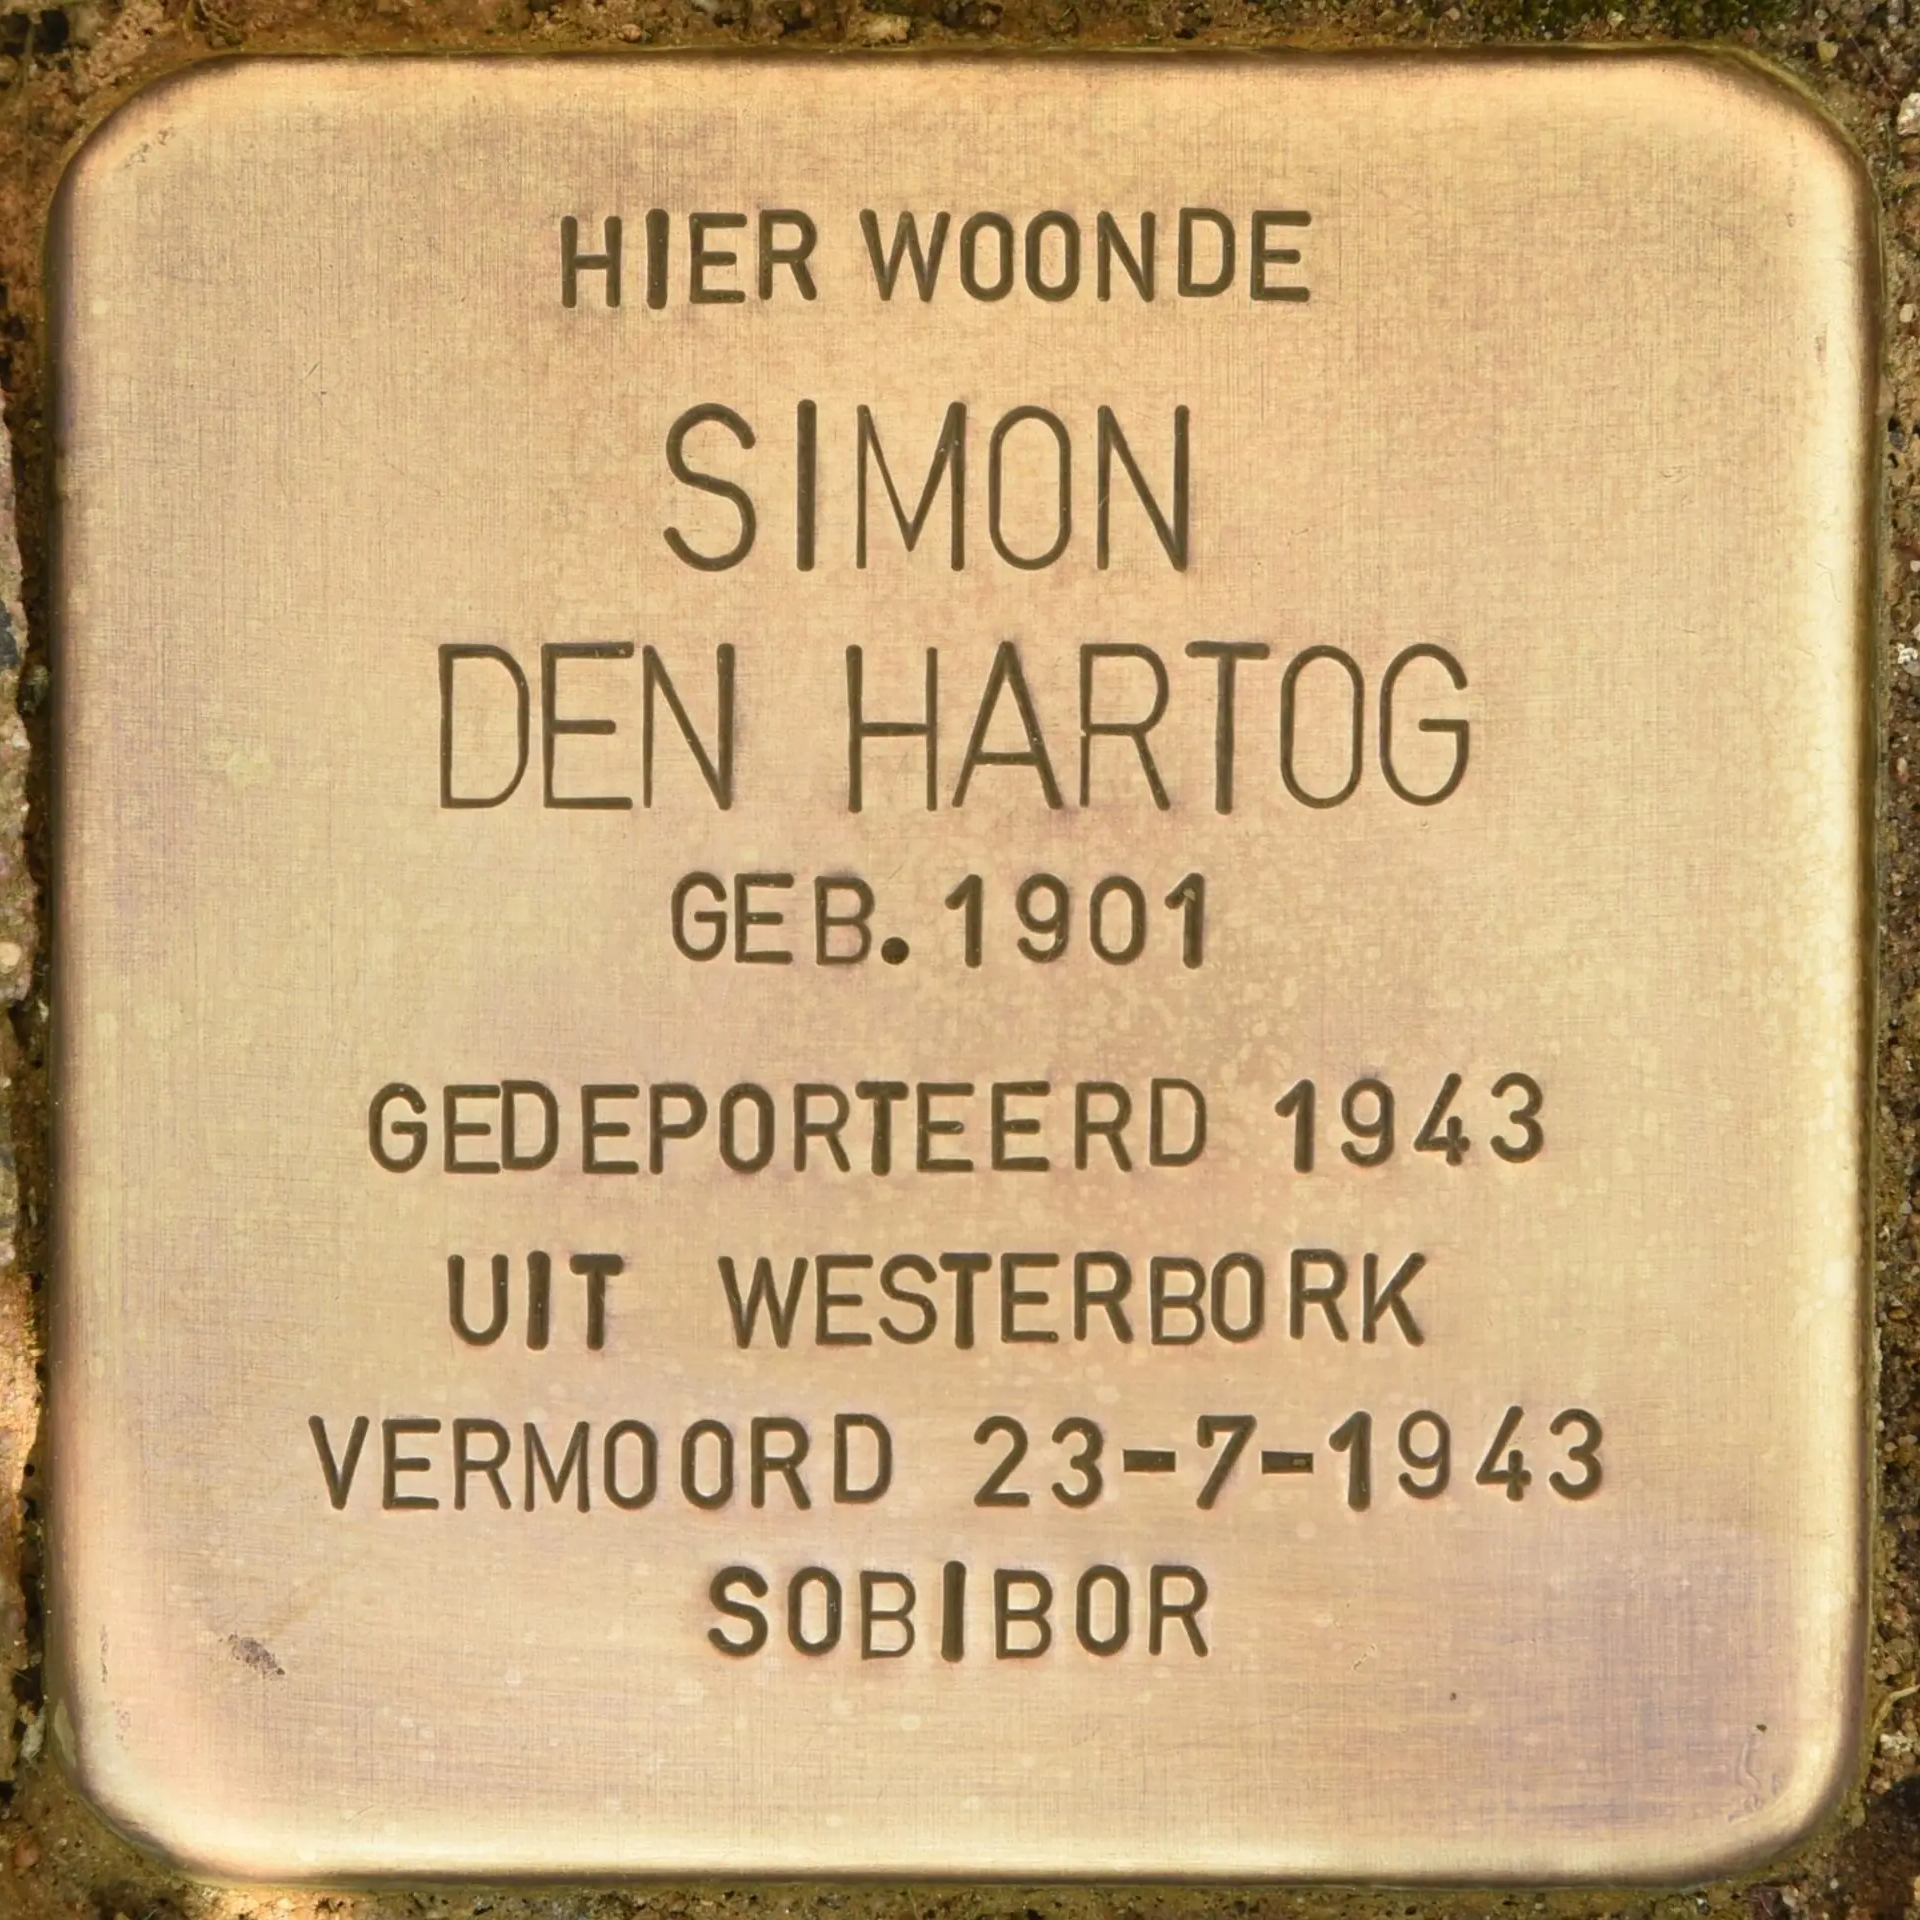 HIER WOONDE
SIMON
DEN HARTOG
GEB. 1901
GEDEPORTEERD 1943
UIT WESTERBORK
VERMOORD 23-7-1943
SOBIBOR